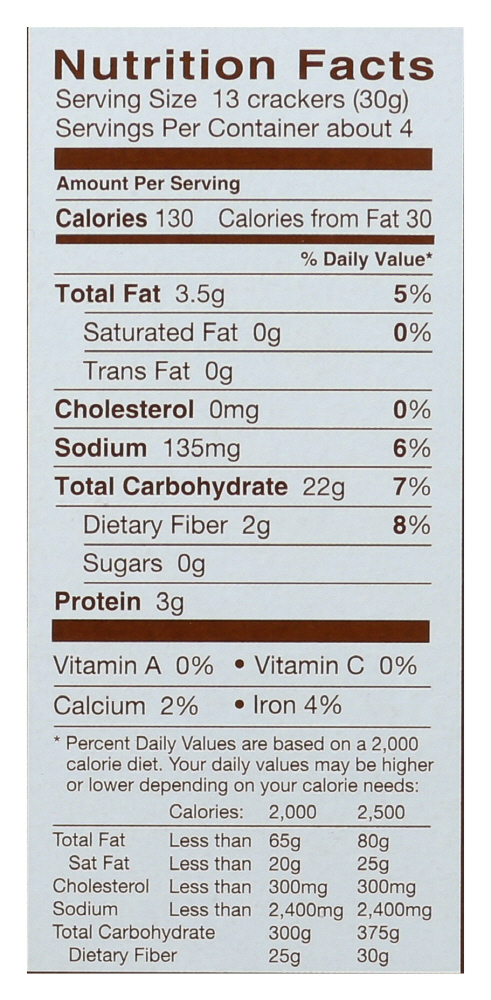 Nutrition Facts
Serving Size 13 crackers (30g)
Servings Per Container about 4
Amount Per Serving
Calories 130 Calories from Fat 30
% Daily Value*
Total Fat 3.5g 5%
Saturated Fat 0g 0%
Trans Fat 0g
Cholesterol 0mg 0%
Sodium 135mg 6%
Total Carbohydrate 22g 7%
Dietary Fiber 2g 8%
Sugars 0g
Protein 3g
Vitamin A 0% • Vitamin C 0%
Calcium 2% • Iron 4%
* Percent Daily Values are based on a 2,000
calorie diet. Your daily values may be higher
or lower depending on your calorie needs:
Calories: 2,000 2,500
Total Fat Less than 65g 80g
Sat Fat Less than 20g 25g
Cholesterol Less than 300mg 300mg
Sodium Less than 2,400mg 2,400mg
Total Carbohydrate 300g 375g
Dietary Fiber 25g 30g